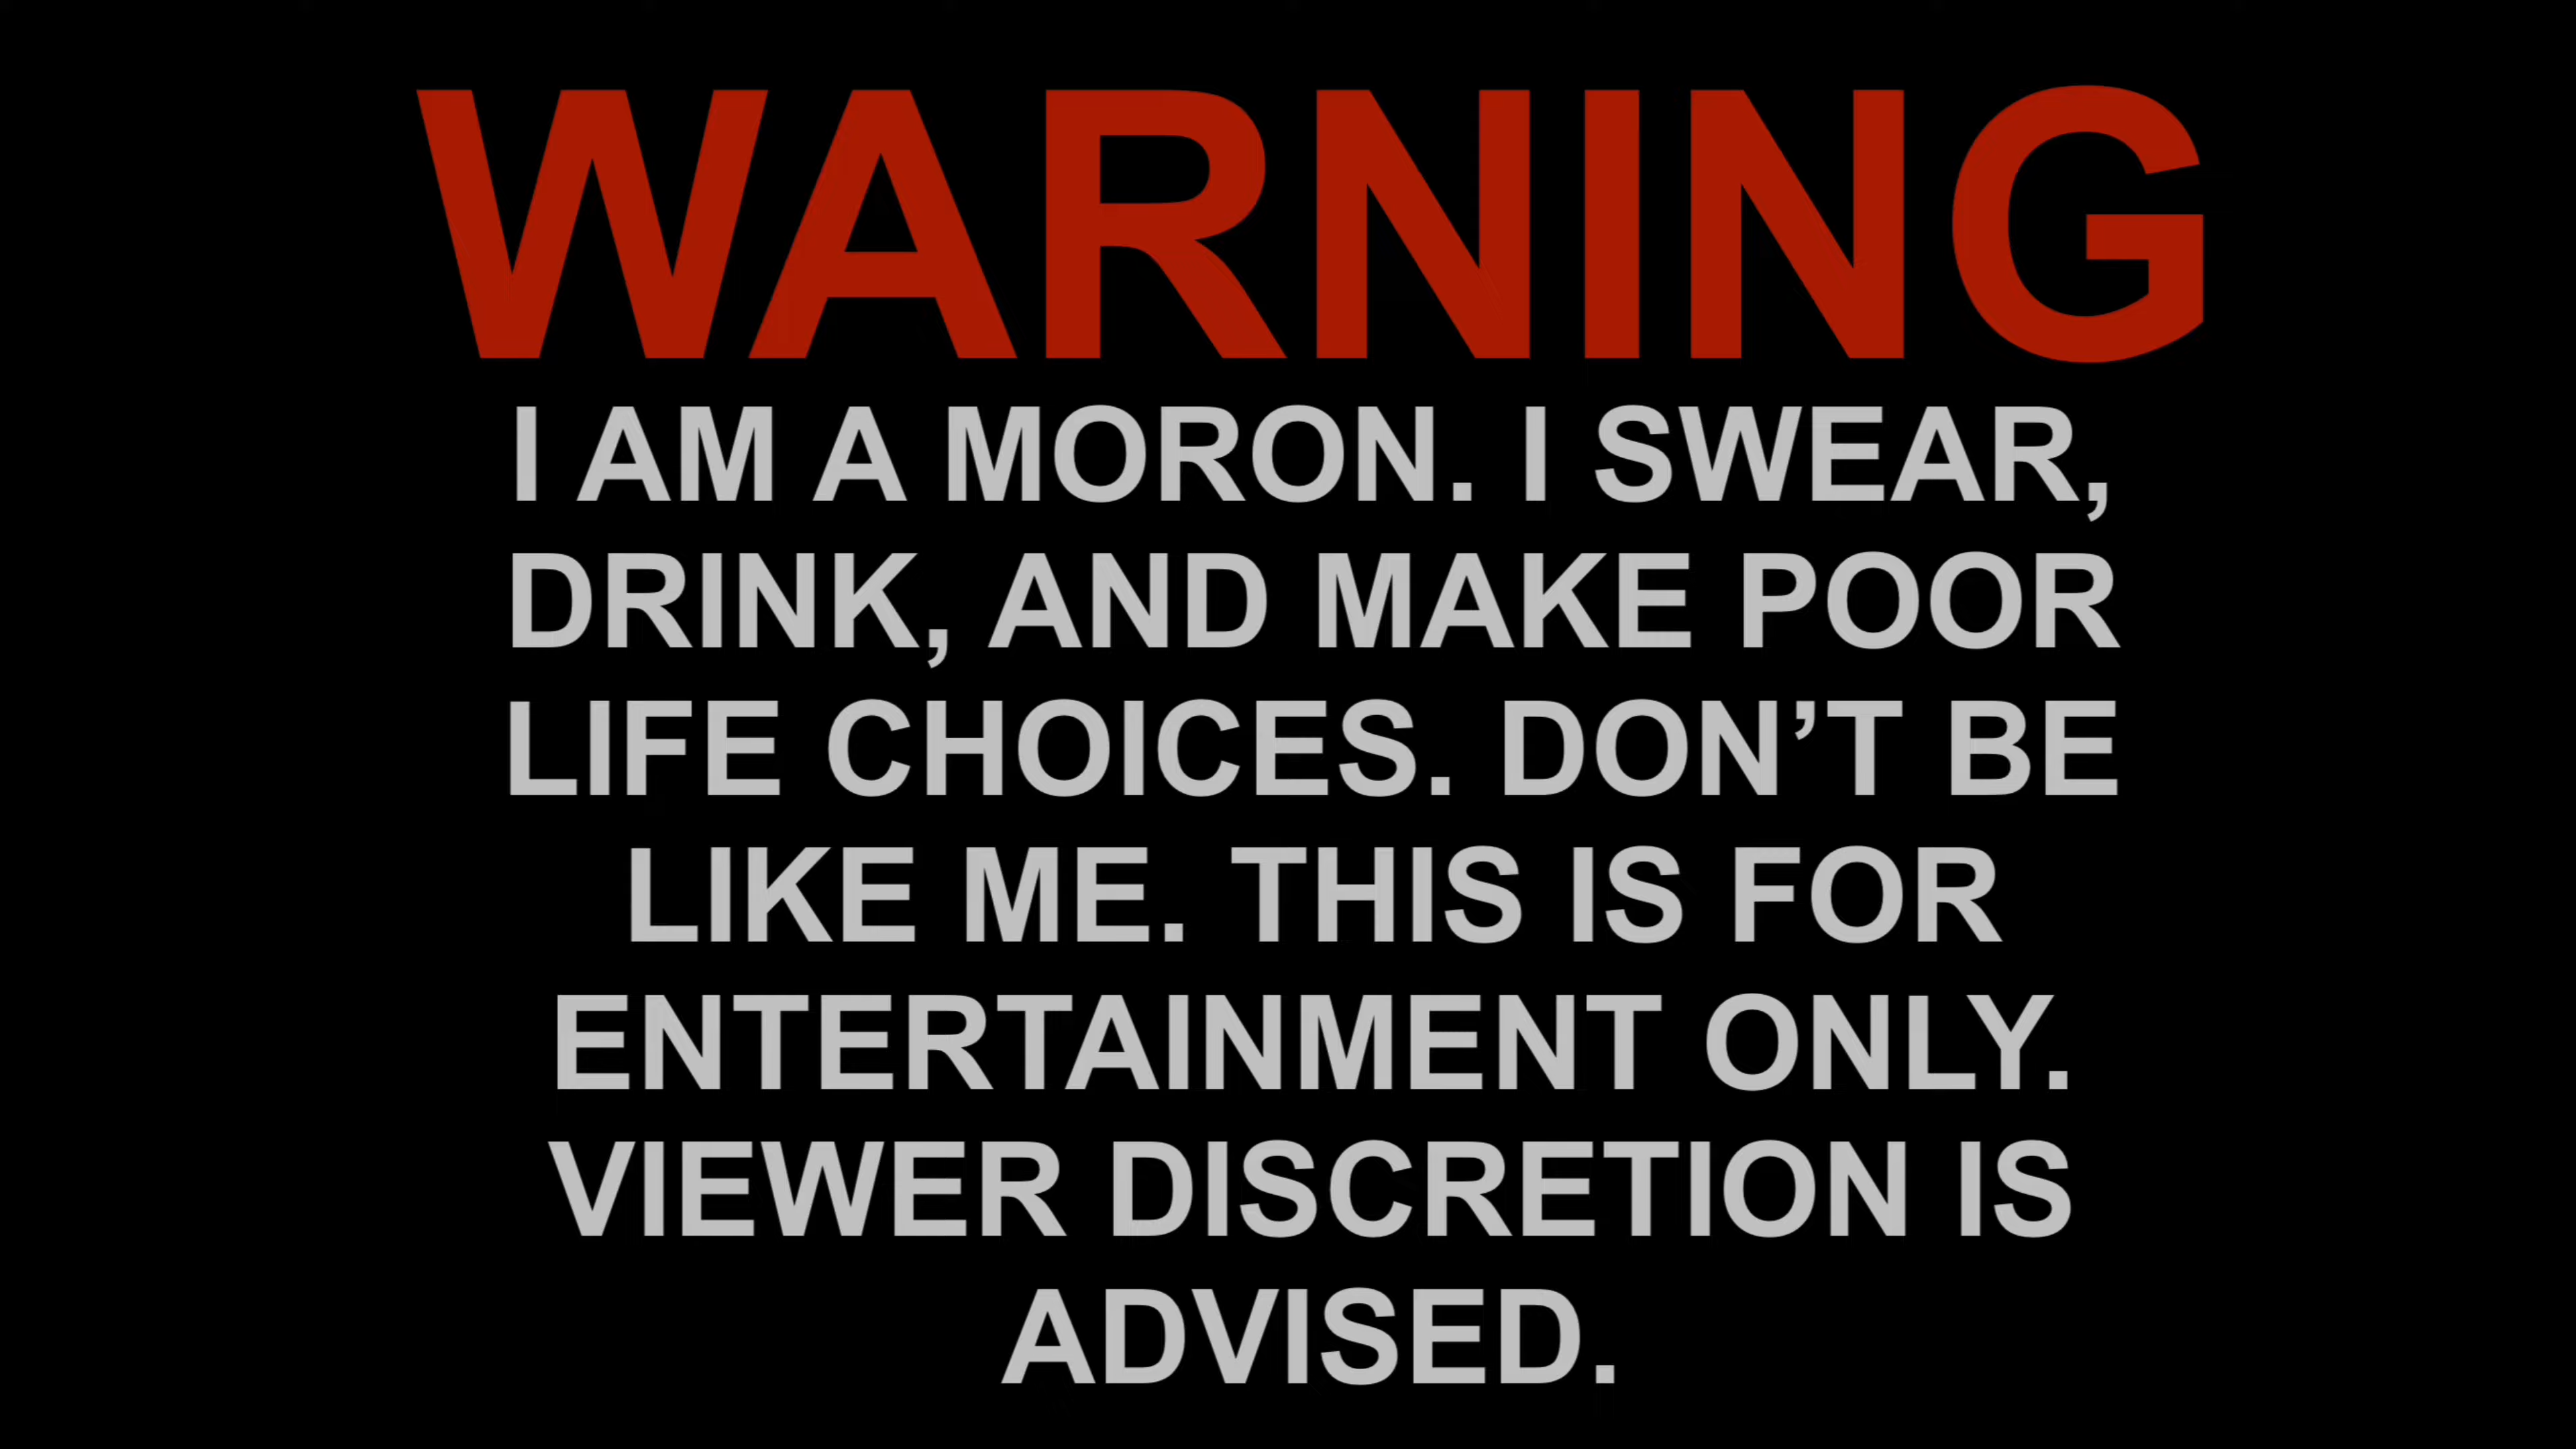 WARNING
I AM A MORON. I SWEAR,
DRINK, AND MAKE POOR
LIFE CHOICES. DON’T BE
LIKE ME. THIS IS FOR
ENTERTAINMENT ONLY.
VIEWER DISCRETION IS
ADVISED.